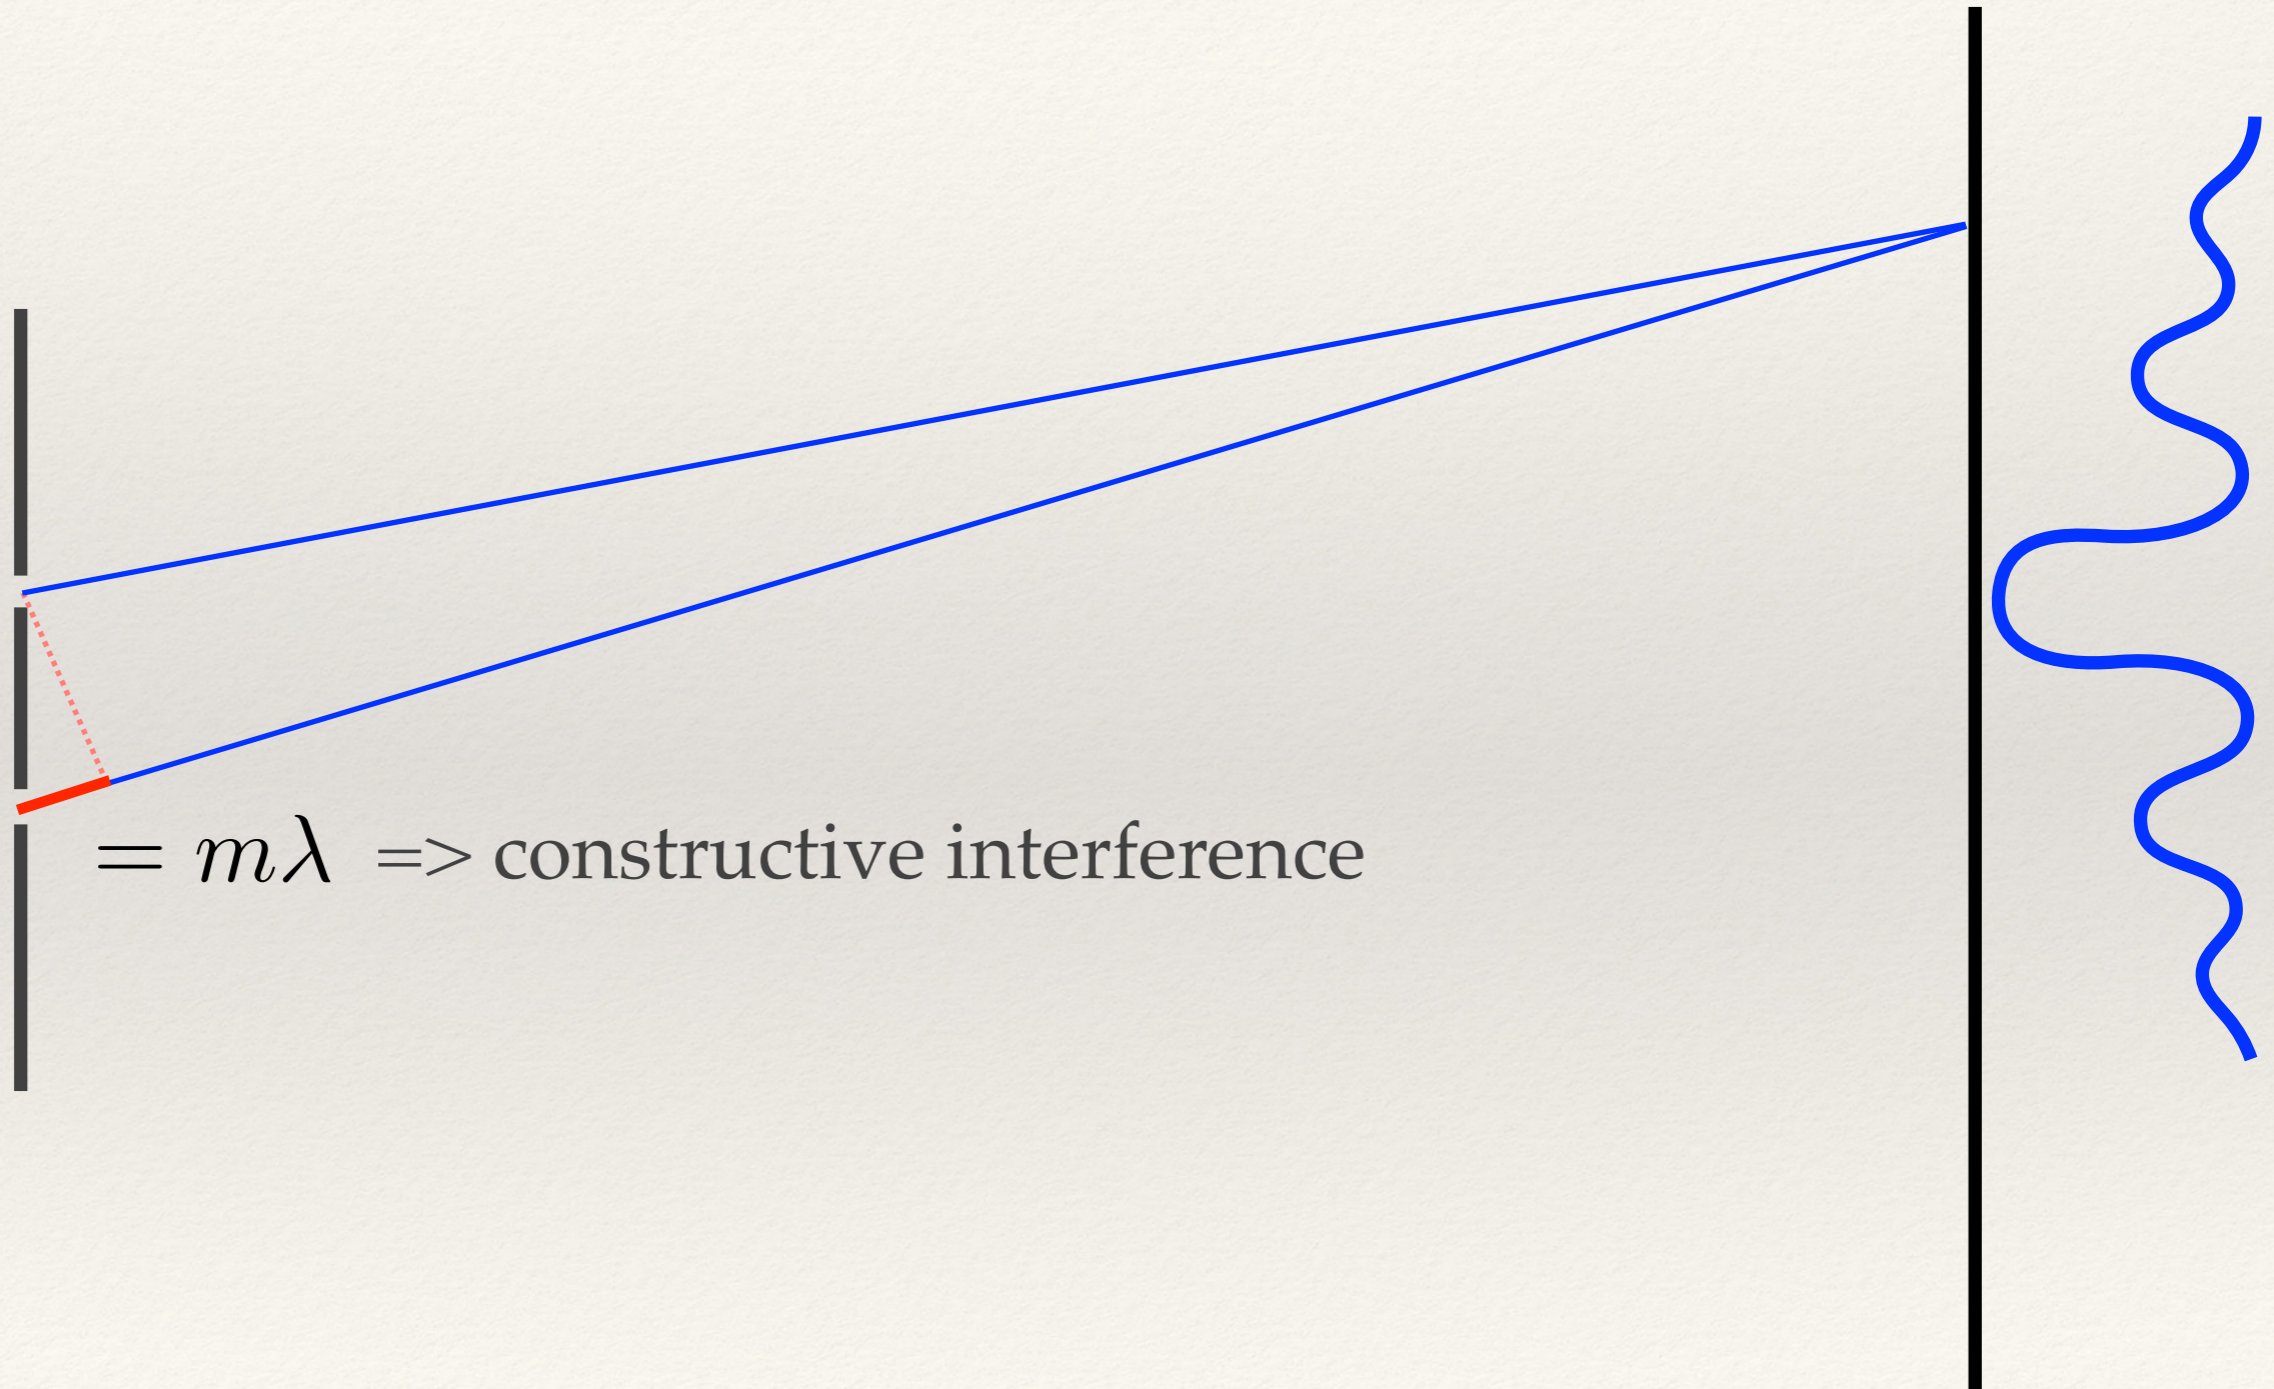 = mλ => constructive interference